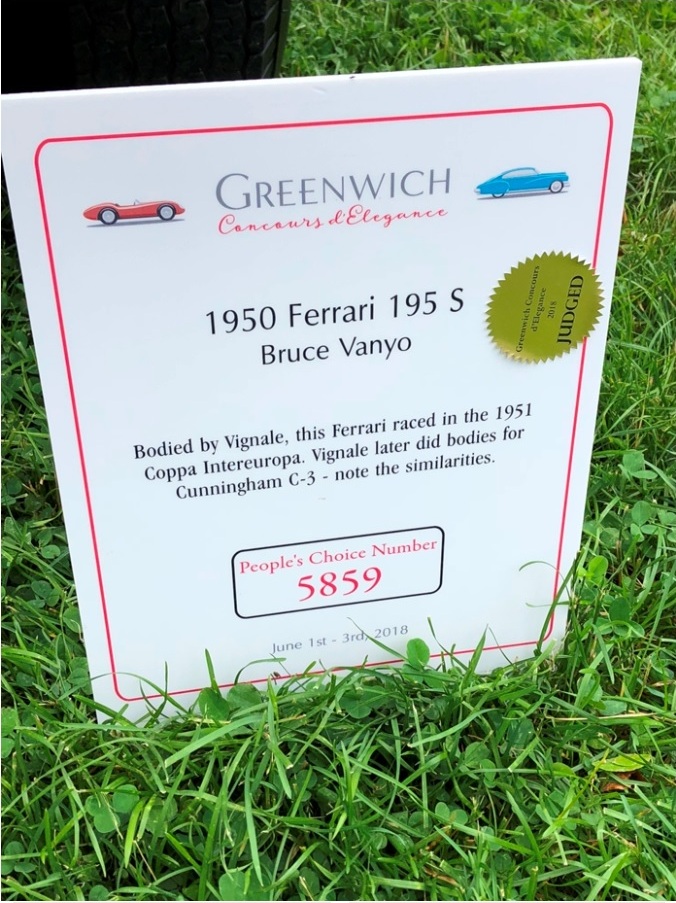 GREENWICH
Concours d'Elegance
1950 Ferrari 195 S
Bruce Vanyo
Greenwich Concours
d'Elegance
2018
JUDGED
Bodied by Vignale, this Ferrari raced in the 1951
Coppa Intereuropa. Vignale later did bodies for
Cunningham C-3 - note the similarities.
People's Choice Number
5859
June 1st - 3rd, 2018